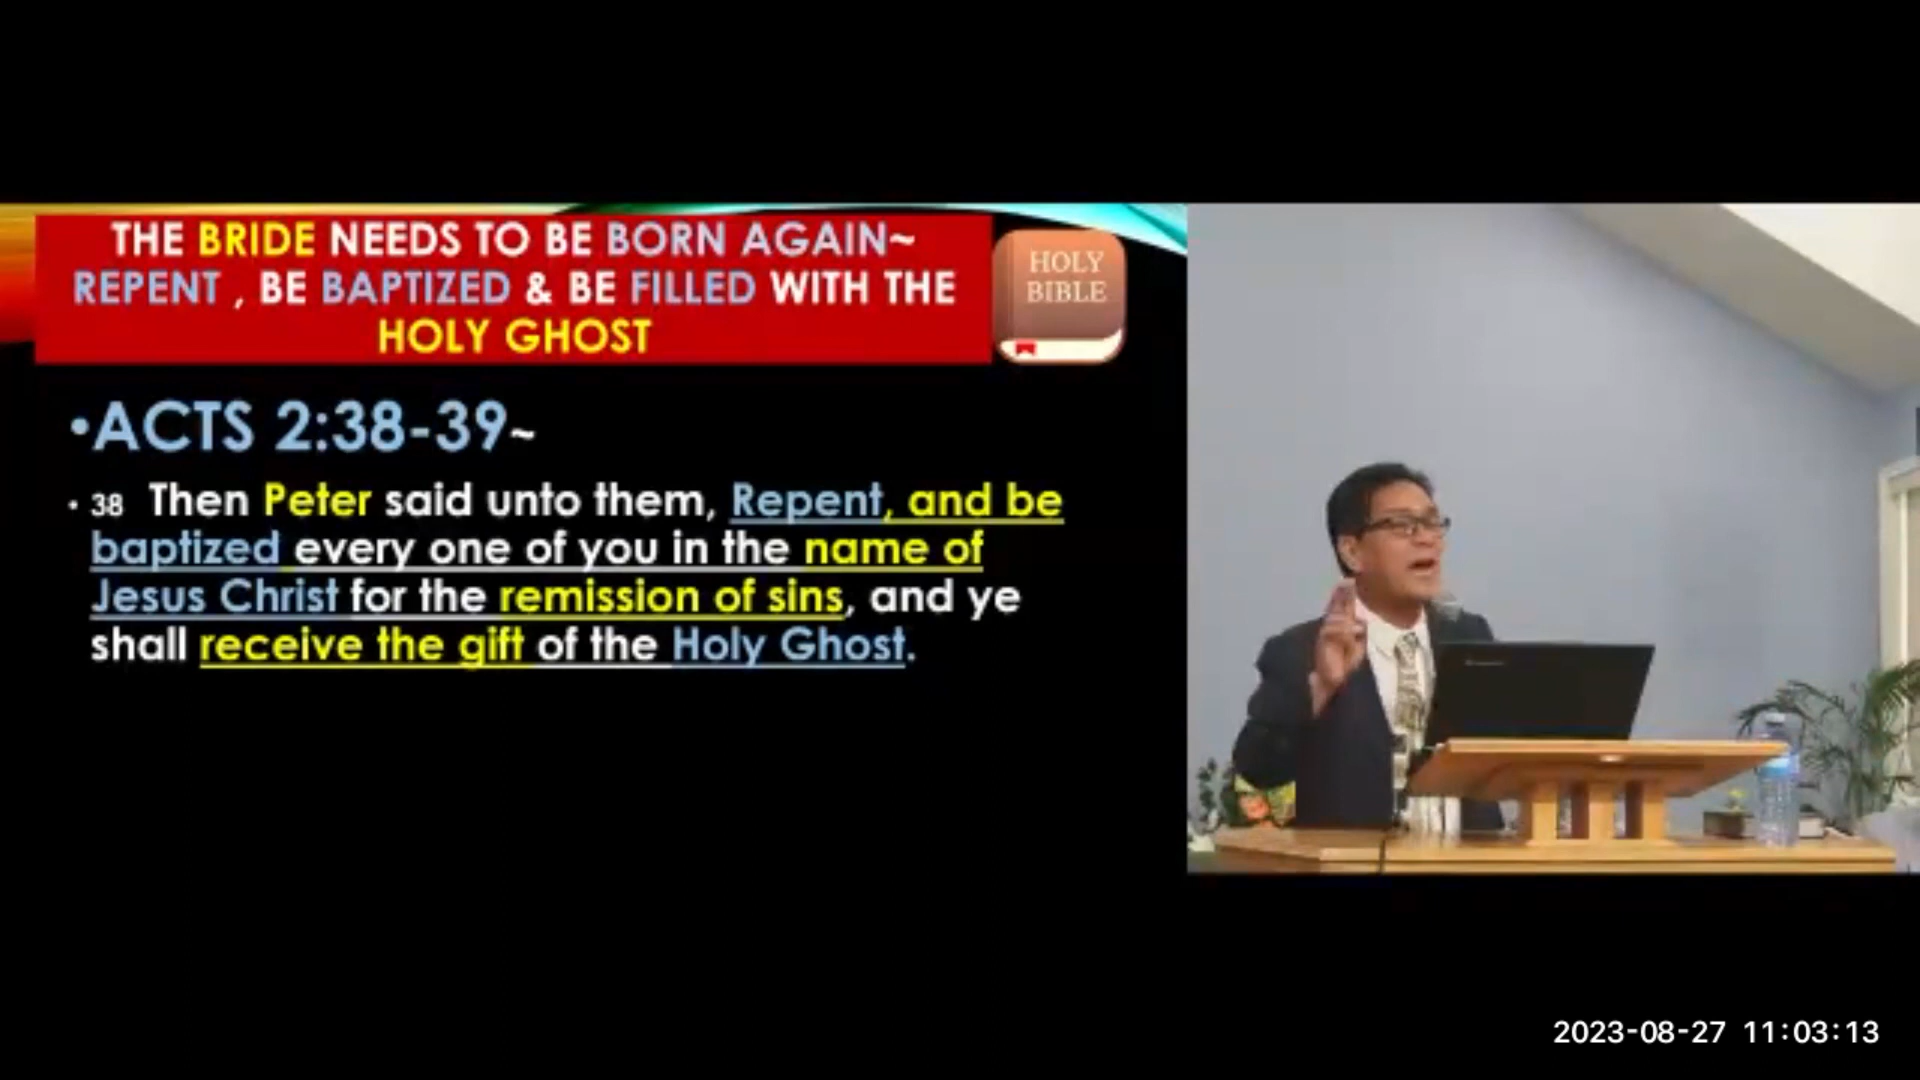 THE BRIDE NEEDS TO BE BORN AGAIN~
REPENT , BE BAPTIZED & BE FILLED WITH THE
HOLY GHOST
HOLY
BIBLE
•ACTS 2:38-39~
• 38 Then Peter said unto them, Repent, and be
baptized every one of you in the name of
Jesus Christ for the remission of sins, and ye
shall receive the gift of the Holy Ghost.
2023-08-27 11:03:13